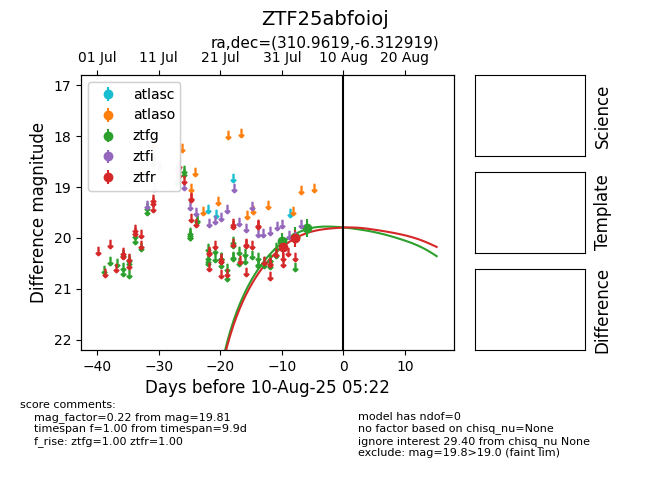 ZTF25abfoioj
ra,dec=(310.9619,-6.312919)
01 Jul 11 Jul 21 Jul 31 Jul 10 Aug 20 Aug
17
18
19
20
21
22
Difference magnitude
atlasc
atlaso
ztfg
ztfi
ztfr
−40 −30 −20 −10 0 10
Days before 10-Aug-25 05:22
Science
Template
Difference
score comments:
mag_factor=0.22 from mag=19.81
timespan f=1.00 from timespan=9.9d
f_rise: ztfg=1.00 ztfr=1.00
model has ndof=0
no factor based on chisq_nu=None
ignore interest 29.40 from chisq_nu None
exclude: mag=19.8>19.0 (faint lim)